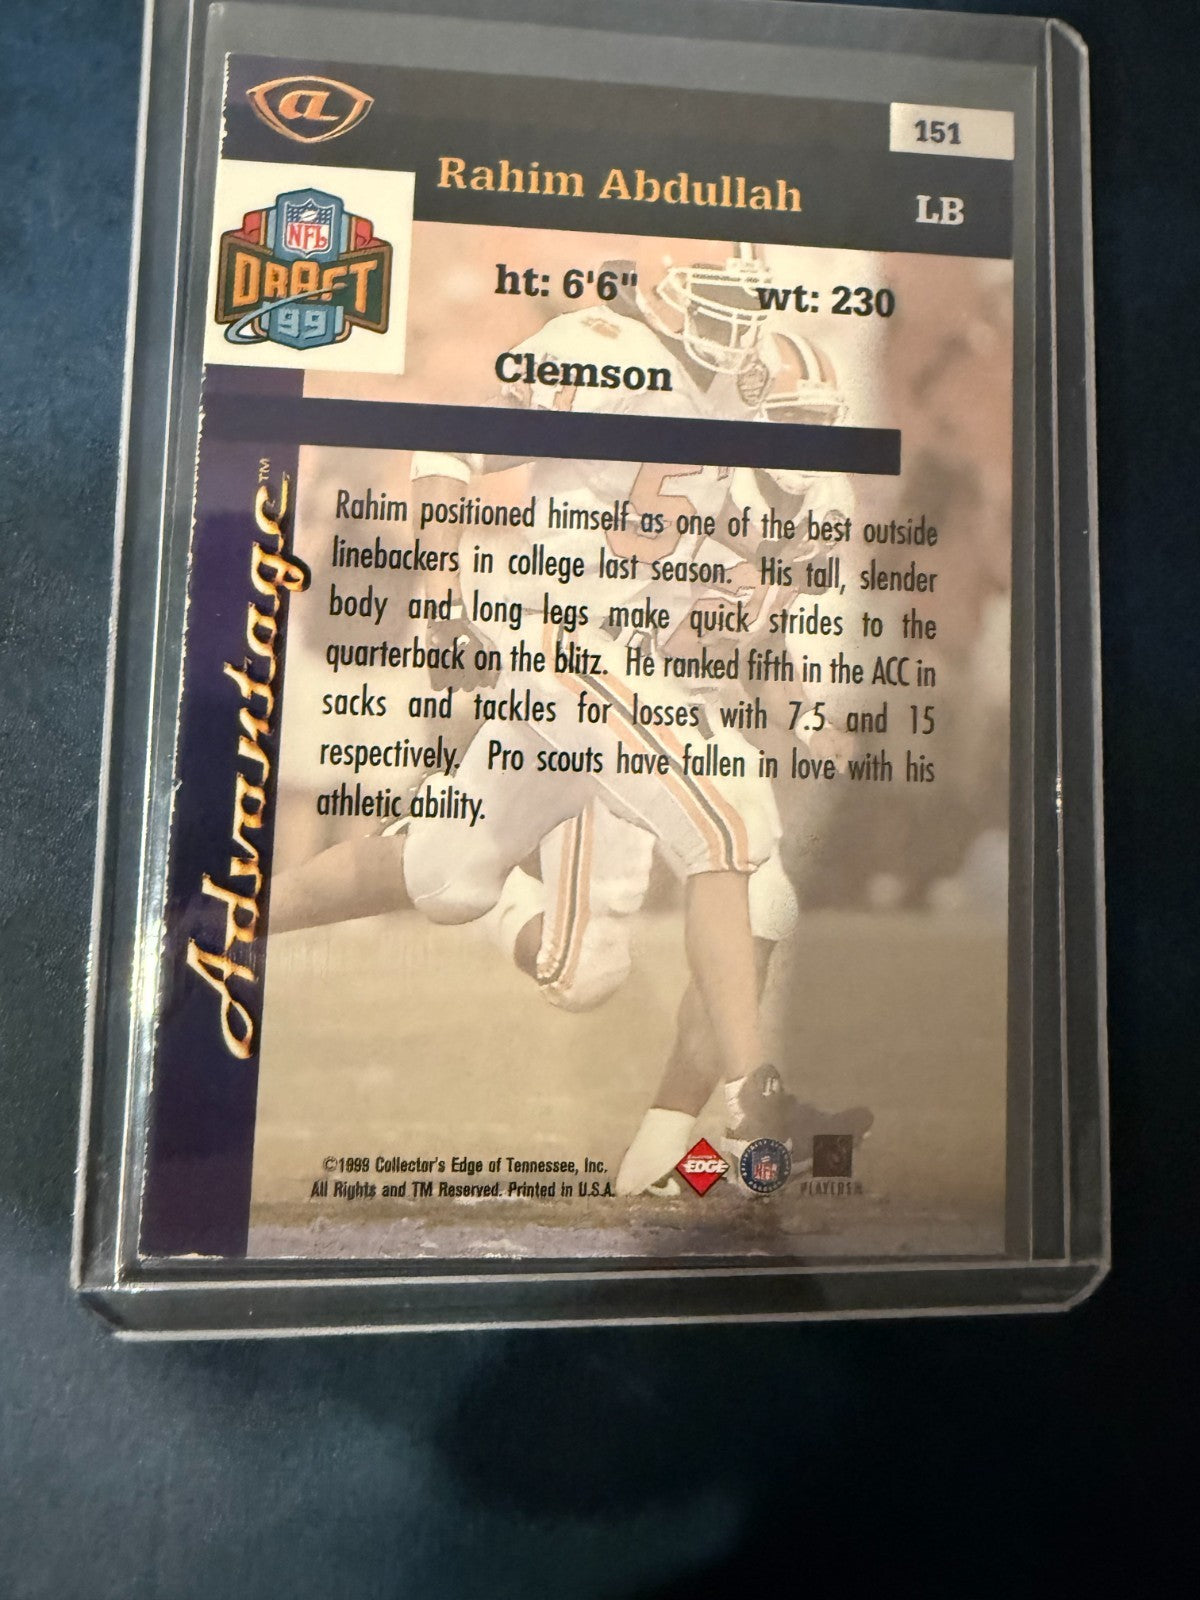 a
151
Rahim Abdullah
LB
NFL
DRAFT
199
ht: 6'6" wt: 230
Clemson
Advantage™
Rahim positioned himself as one of the best outside
linebackers in college last season. His tall, slender
body and long legs make quick strides to the
quarterback on the blitz. He ranked fifth in the ACC in
sacks and tackles for losses with 7.5 and 15
respectively. Pro scouts have fallen in love with his
athletic ability.
©1999 Collector's Edge of Tennessee, Inc.
All Rights and TM Reserved. Printed in U.S.A.
EDGE
NFL
PLAYERS